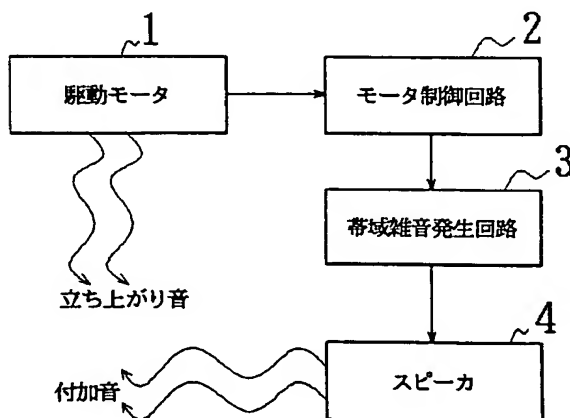 1
駆動モータ
2
モータ制御回路
3
帯域雑音発生回路
立ち上がり音
4
スピーカ
付加音